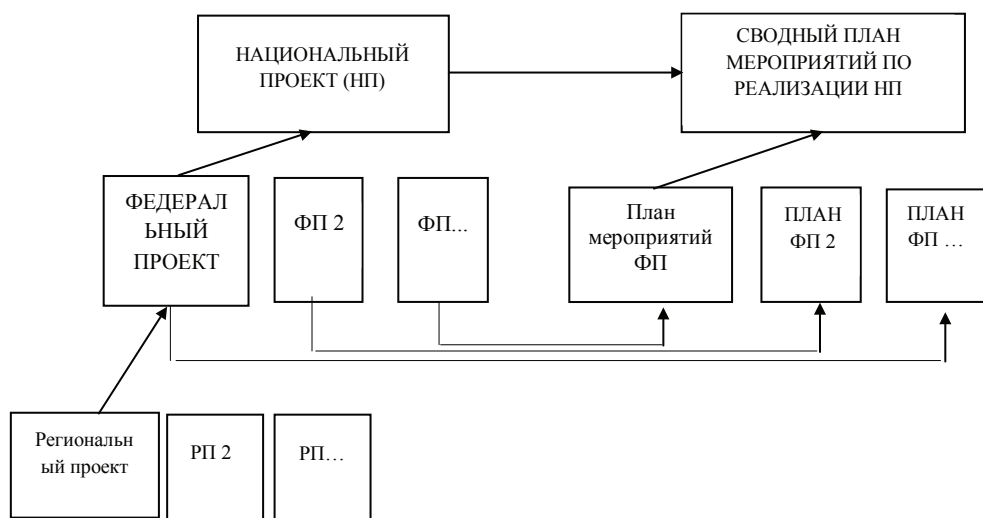 НАЦИОНАЛЬНЫЙ
ПРОЕКТ (НП)
СВОДНЫЙ ПЛАН
МЕРОПРИЯТИЙ ПО
РЕАЛИЗАЦИИ НП
ФЕДЕРАЛ
ЬНЫЙ
ПРОЕКТ
ФП 2
ФП...
План
мероприятий
ФП
ПЛАН
ФП 2
ПЛАН
ФП …
Региональн
ый проект
РП 2
РП…